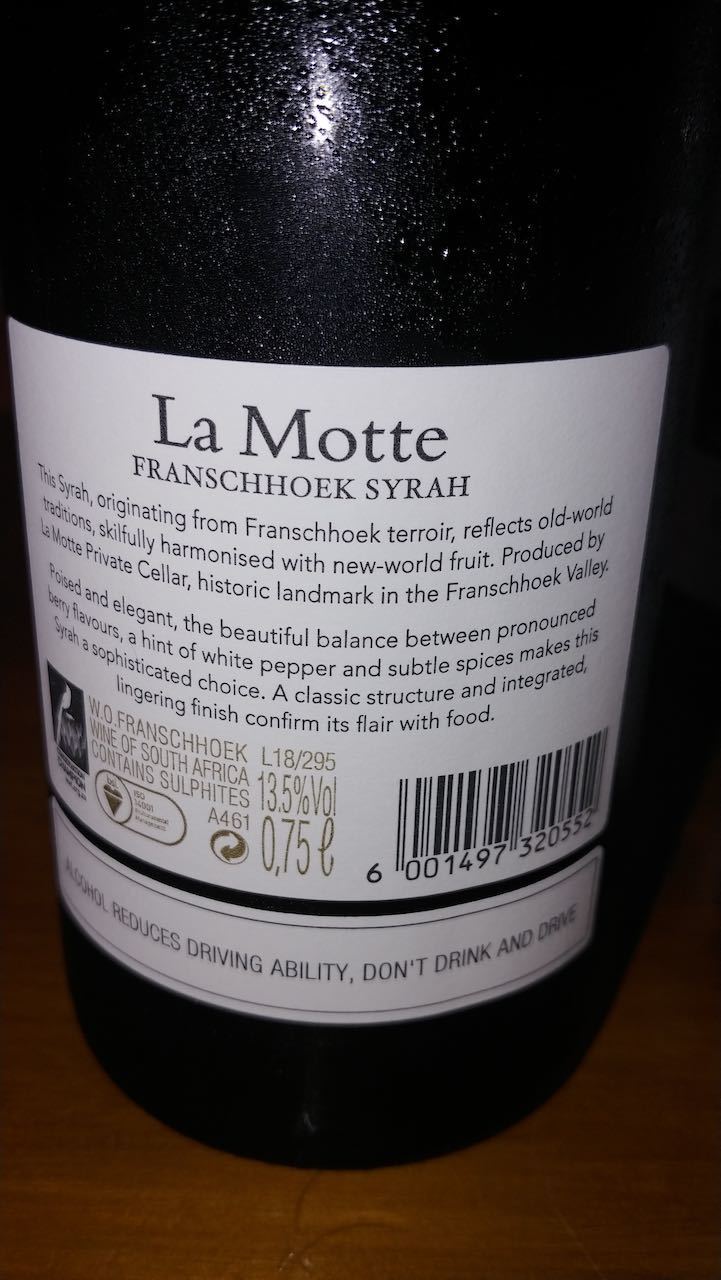 La Motte
FRANSCHHOEK SYRAH
This Syrah, originating from Franschhoek terroir, reflects old-world
traditions, skilfully harmonised with new-world fruit. Produced by
La Motte Private Cellar, historic landmark in the Franschhoek Valley.
Poised and elegant, the beautiful balance between pronounced
berry flavours, a hint of white pepper and subtle spices makes this
Syrah a sophisticated choice. A classic structure and integrated,
lingering finish confirm its flair with food.
W.O.FRANSCHHOEK L18/295
WINE OF SOUTH AFRICA
CONTAINS SULPHITES 13.5%Vol
A461 0,75 ℓ
ISO
14001
Environmental
Management
6 001497 320552
ALCOHOL REDUCES DRIVING ABILITY, DON'T DRINK AND DRIVE